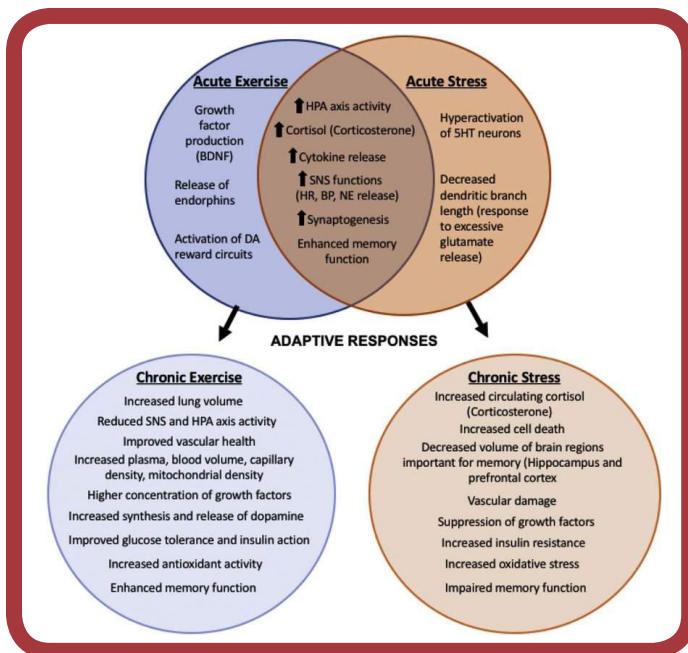 Acute Exercise
Growth
factor
production
(BDNF)
Release of
endorphins
Activation of DA
reward circuits
HPA axis activity
Cortisol (Corticosterone)
Cytokine release
SNS functions
(HR, BP, NE release)
Synaptogenesis
Enhanced memory
function
Acute Stress
Hyperactivation
of 5HT neurons
Decreased
dendritic branch
length (response
to excessive
glutamate
release)
ADAPTIVE RESPONSES
Chronic Exercise
Increased lung volume
Reduced SNS and HPA axis activity
Improved vascular health
Increased plasma, blood volume, capillary
density, mitochondrial density
Higher concentration of growth factors
Increased synthesis and release of dopamine
Improved glucose tolerance and insulin action
Increased antioxidant activity
Enhanced memory function
Chronic Stress
Increased circulating cortisol
(Corticosterone)
Increased cell death
Decreased volume of brain regions
important for memory (Hippocampus and
prefrontal cortex
Vascular damage
Suppression of growth factors
Increased insulin resistance
Increased oxidative stress
Impaired memory function